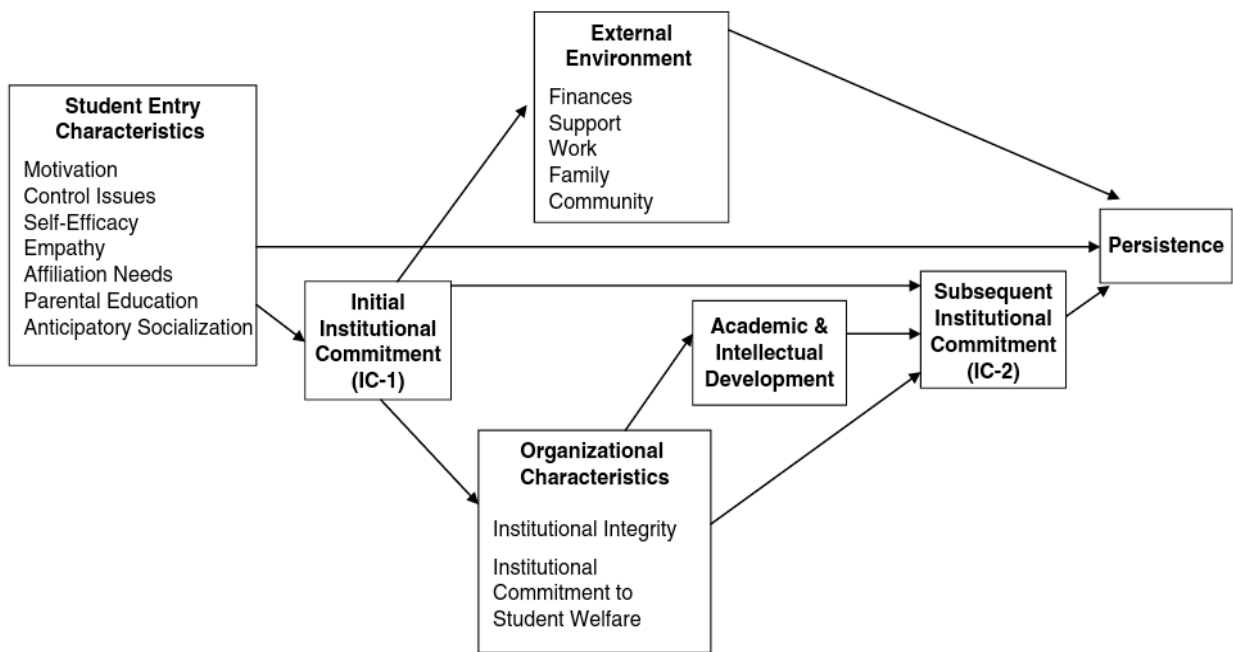 Student Entry
Characteristics
Motivation
Control Issues
Self-Efficacy
Empathy
Affiliation Needs
Parental Education
Anticipatory Socialization
Initial
Institutional
Commitment
(IC-1)
External
Environment
Finances
Support
Work
Family
Community
Organizational
Characteristics
Institutional Integrity
Institutional
Commitment to
Student Welfare
Academic &
Intellectual
Development
Subsequent
Institutional
Commitment
(IC-2)
Persistence